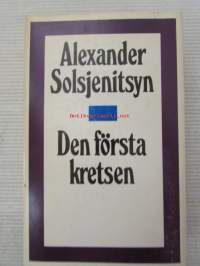 Alexander
Solsjenitsyn
Den första
kretsen